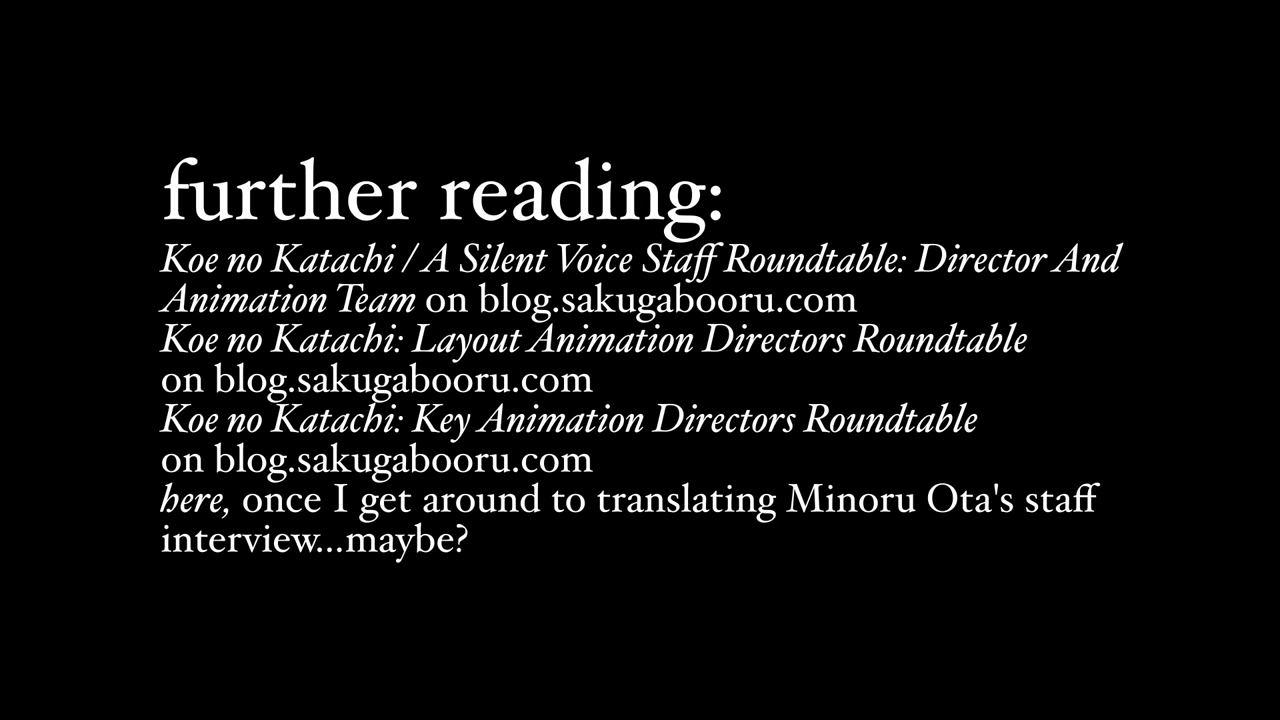 further reading:
Koe no Katachi / A Silent Voice Staff Roundtable: Director And
Animation Team on blog.sakugabooru.com
Koe no Katachi: Layout Animation Directors Roundtable
on blog.sakugabooru.com
Koe no Katachi: Key Animation Directors Roundtable
on blog.sakugabooru.com
here, once I get around to translating Minoru Ota's staff
interview...maybe?